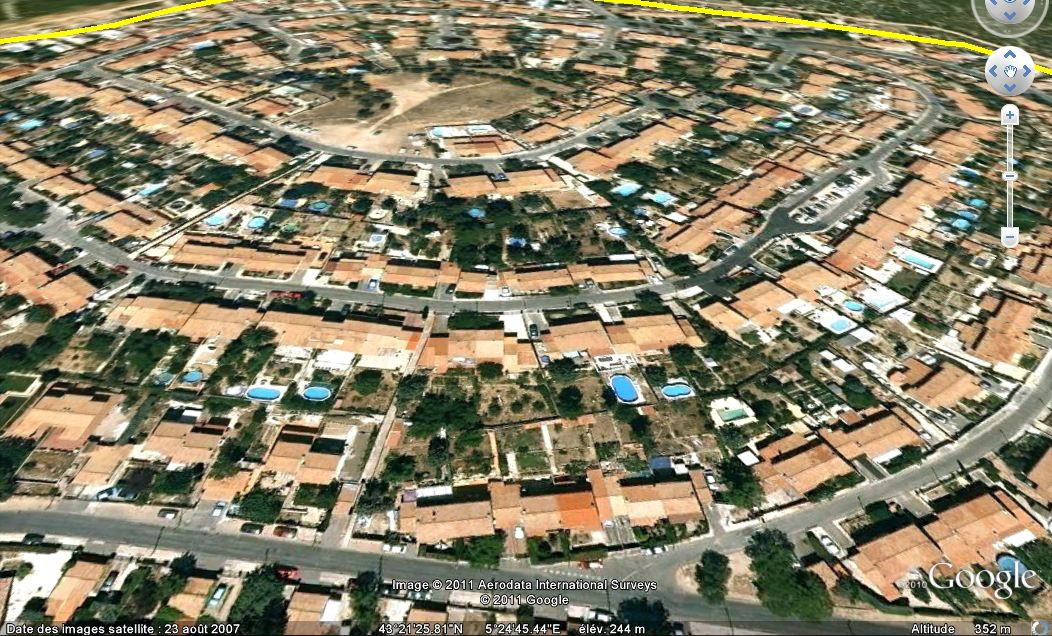 Image © 2011 Aerodata International Surveys
© 2011 Google
©2010 Google
Date des images satellite : 23 août 2007 43°21'25.81"N 5°24'45.44"E élév. 244 m Altitude 352 m